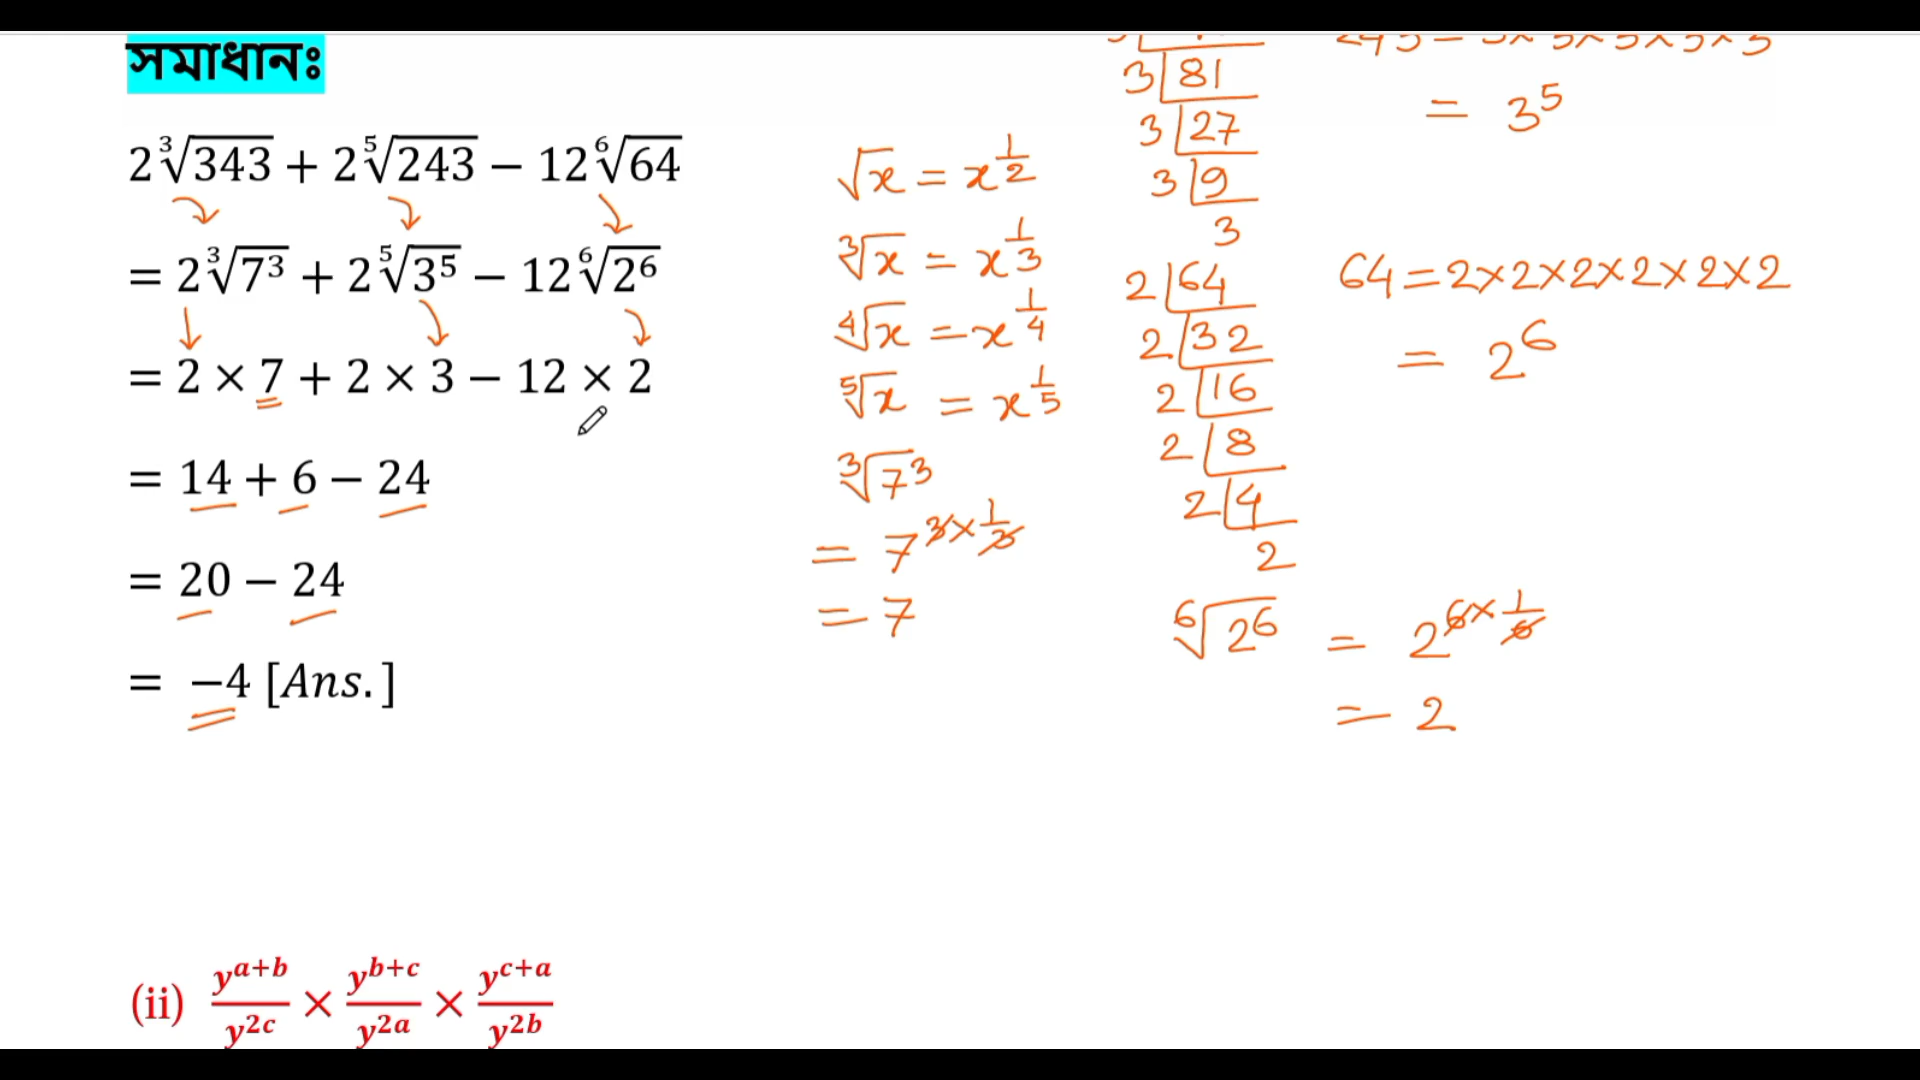 সমাধানঃ
2∛343 + 2⁵√243 − 12⁶√64
= 2∛7³ + 2⁵√3⁵ − 12⁶√2⁶
= 2 × 7 + 2 × 3 − 12 × 2
= 14 + 6 − 24
= 20 − 24
= −4 [Ans.]
(ii) y^(a+b)/y^(2c) × y^(b+c)/y^(2a) × y^(c+a)/y^(2b)
√x = x^(1/2)
∛x = x^(1/3)
∜x = x^(1/4)
⁵√x = x^(1/5)
∛7³
= 7^(3×1/3)
= 7
3|81
3|27
3|9
3
= 3⁵
2|64
2|32
2|16
2|8
2|4
2
64 = 2×2×2×2×2×2
= 2⁶
⁶√2⁶ = 2^(6×1/6)
= 2